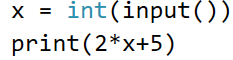 x = int(input())
print(2*x+5)